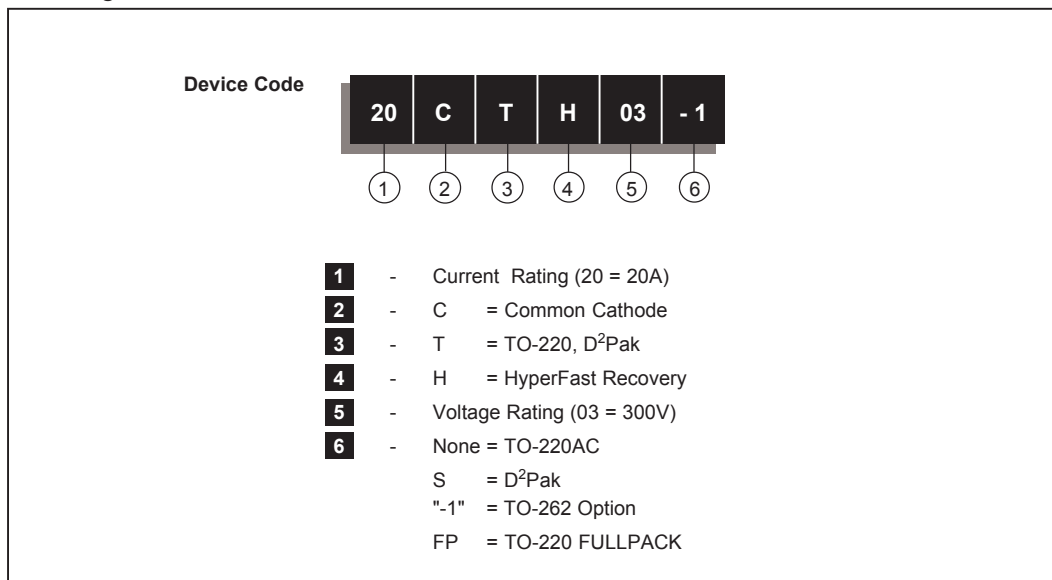 Device Code
20 C T H 03 - 1
1 2 3 4 5 6
1 - Current Rating (20 = 20A)
2 - C = Common Cathode
3 - T = TO-220, D²Pak
4 - H = HyperFast Recovery
5 - Voltage Rating (03 = 300V)
6 - None = TO-220AC
S = D²Pak
"-1" = TO-262 Option
FP = TO-220 FULLPACK